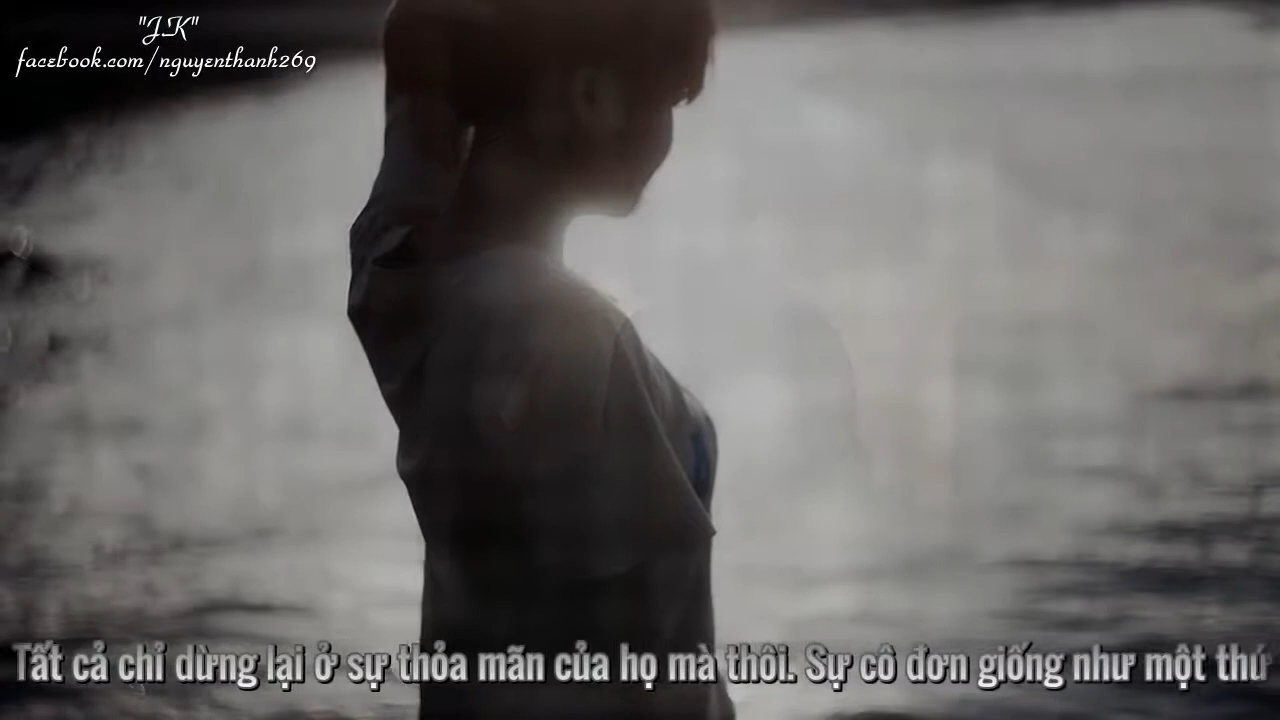 "J.K"
facebook.com/nguyenthanh269
Tất cả chỉ dừng lại ở sự thỏa mãn của họ mà thôi. Sự cô đơn giống như một thứ